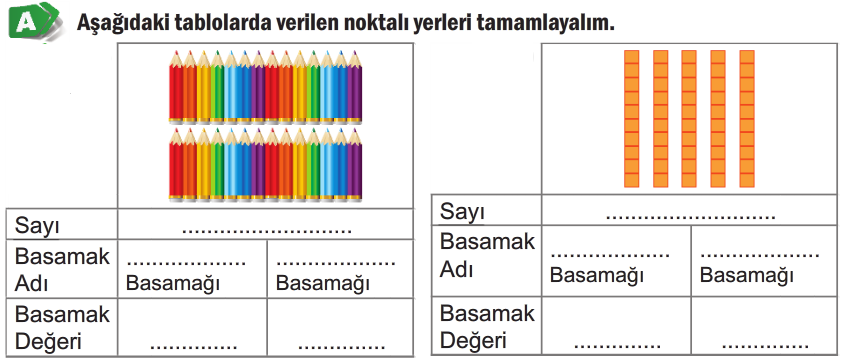 A Aşağıdaki tablolarda verilen noktalı yerleri tamamlayalım.
Sayı ...........................
Basamak Adı ................... Basamağı ................... Basamağı
Basamak Değeri .............. ..............
Sayı ...........................
Basamak Adı ................... Basamağı ................... Basamağı
Basamak Değeri .............. ..............